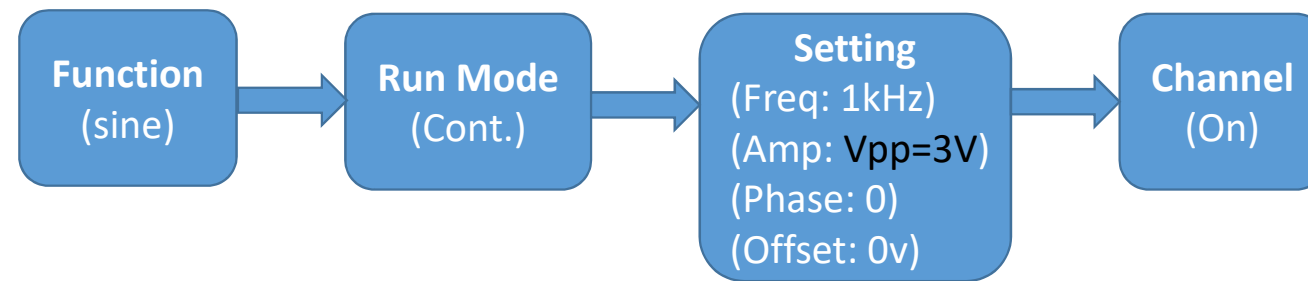 Function
(sine)
Run Mode
(Cont.)
Setting
(Freq: 1kHz)
(Amp: Vpp=3V)
(Phase: 0)
(Offset: 0v)
Channel
(On)